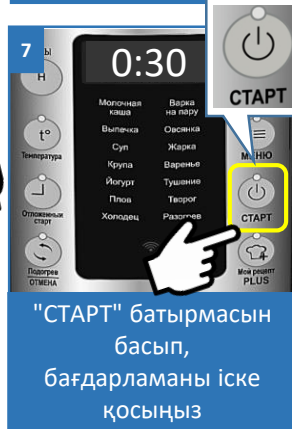 7
Н
0:30
СТАРТ
Молочная каша
Варка на пару
Выпечка
Овсянка
Суп
Жарка
Крупа
Варенье
Йогурт
Тушение
Плов
Творог
Холодец
Разогрев
t°
Температура
Отложенный
старт
Подогрев
ОТМЕНА
МЕНЮ
СТАРТ
Мой рецепт
PLUS
"СТАРТ" батырмасын
басып,
бағдарламаны іске
қосыңыз